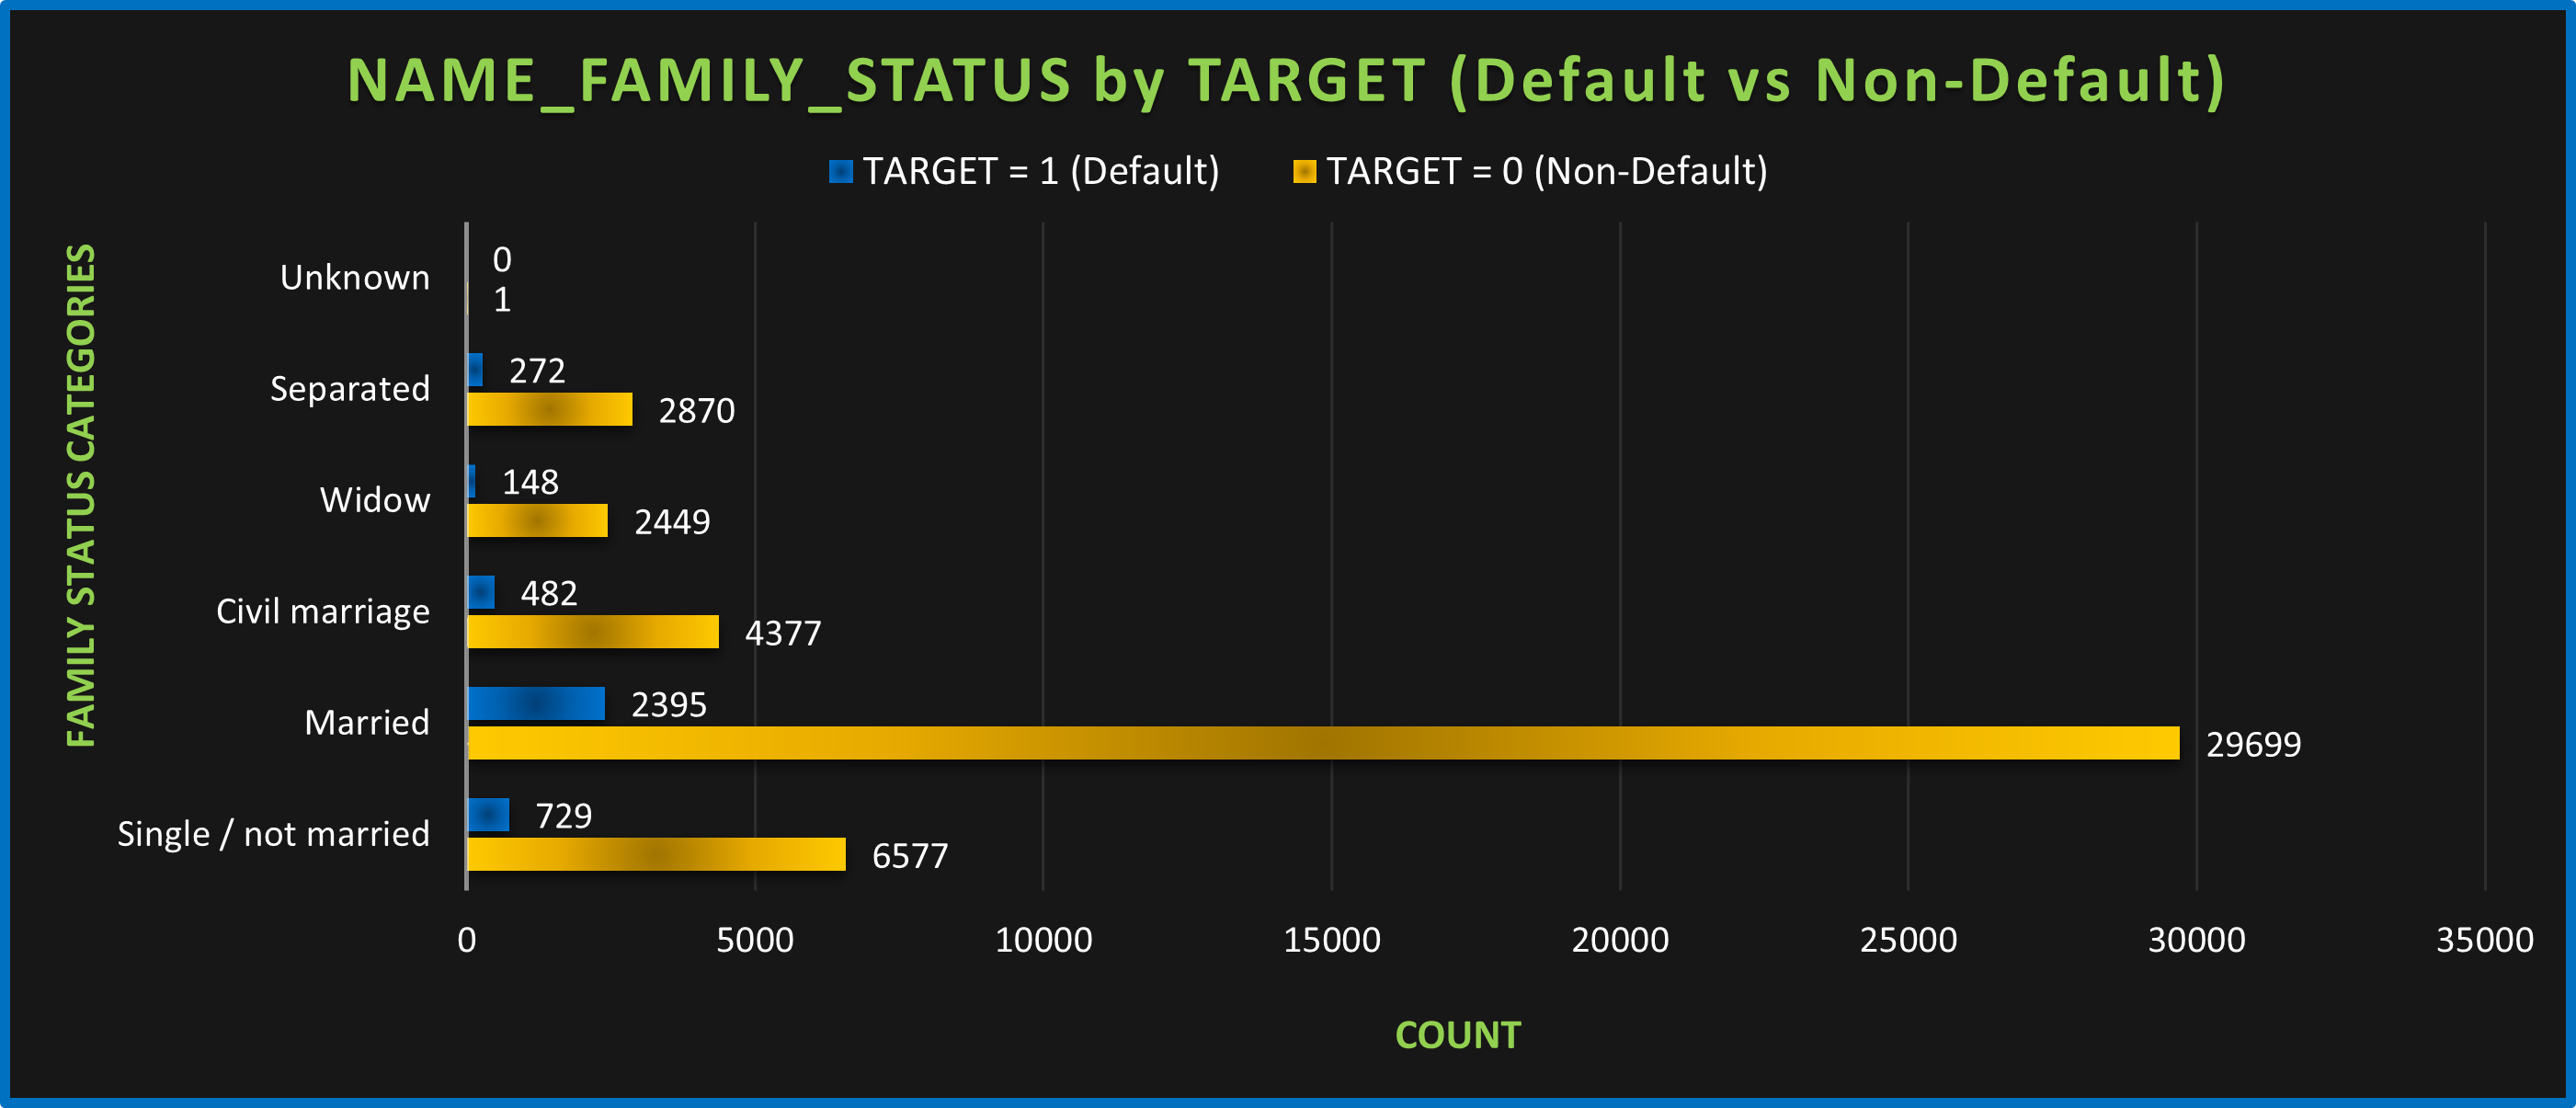 NAME_FAMILY_STATUS by TARGET (Default vs Non-Default)
TARGET = 1 (Default) TARGET = 0 (Non-Default)
FAMILY STATUS CATEGORIES
Unknown
0
1
Separated
272
2870
Widow
148
2449
Civil marriage
482
4377
Married
2395
29699
Single / not married
729
6577
0 5000 10000 15000 20000 25000 30000 35000
COUNT